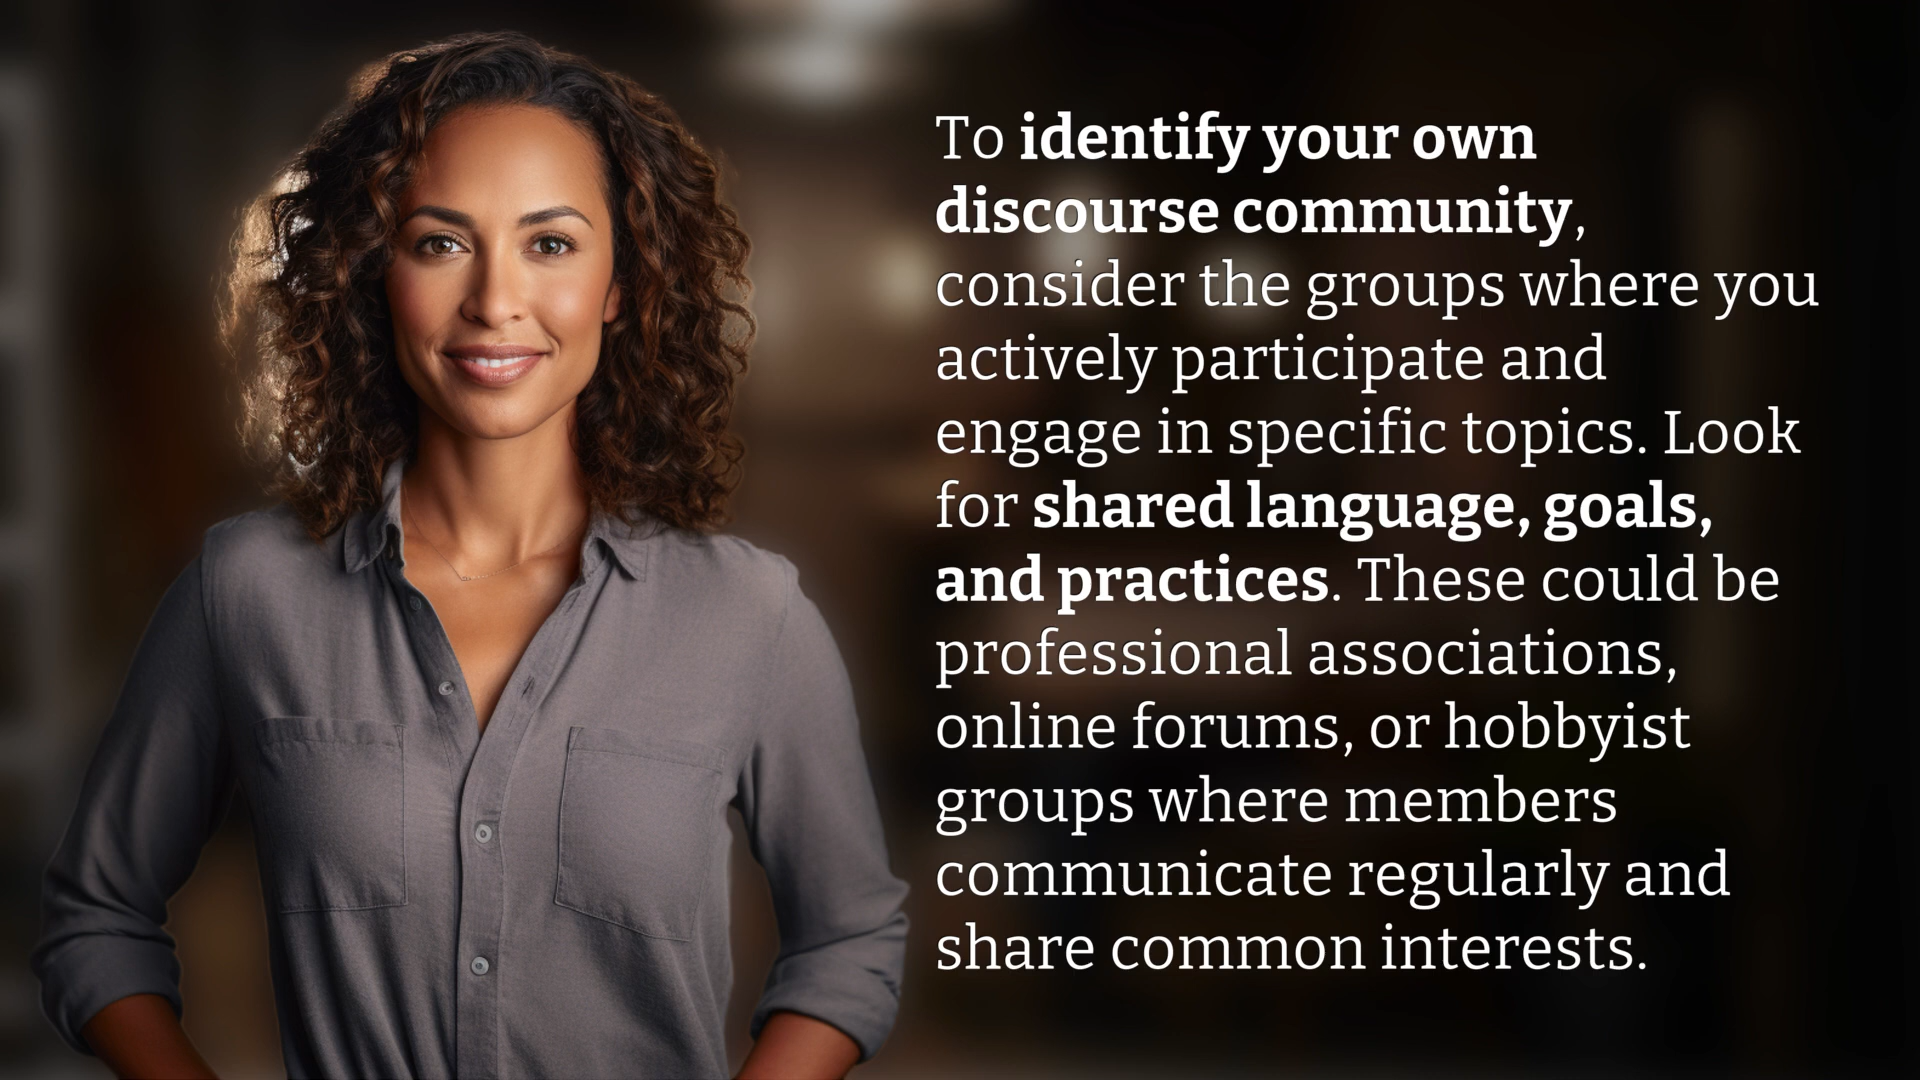 To identify your own
discourse community,
consider the groups where you
actively participate and
engage in specific topics. Look
for shared language, goals,
and practices. These could be
professional associations,
online forums, or hobbyist
groups where members
communicate regularly and
share common interests.